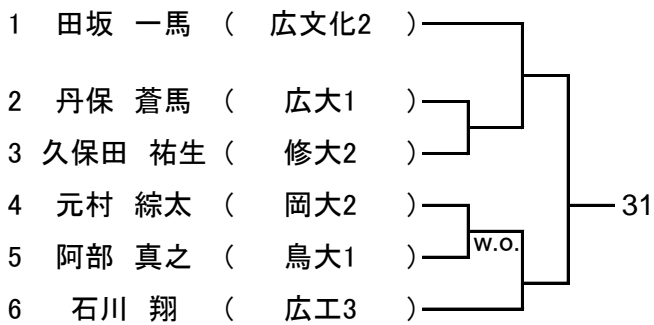 1 田坂 一馬 ( 広文化2 )
2 丹保 蒼馬 ( 広大1 )
3 久保田 祐生 ( 修大2 )
4 元村 綜太 ( 岡大2 )
31
w.o.
5 阿部 真之 ( 鳥大1 )
6 石川 翔 ( 広工3 )